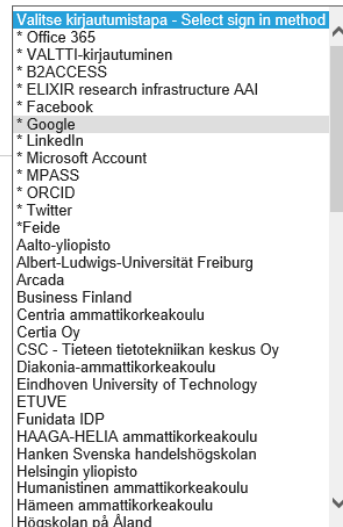 Valitse kirjautumistapa - Select sign in method
* Office 365
* VALTTI-kirjautuminen
* B2ACCESS
* ELIXIR research infrastructure AAI
* Facebook
* Google
* LinkedIn
* Microsoft Account
* MPASS
* ORCID
* Twitter
*Feide
Aalto-yliopisto
Albert-Ludwigs-Universität Freiburg
Arcada
Business Finland
Centria ammattikorkeakoulu
Certia Oy
CSC - Tieteen tietotekniikan keskus Oy
Diakonia-ammattikorkeakoulu
Eindhoven University of Technology
ETUVE
Funidata IDP
HAAGA-HELIA ammattikorkeakoulu
Hanken Svenska handelshögskolan
Helsingin yliopisto
Humanistinen ammattikorkeakoulu
Hämeen ammattikorkeakoulu
Högskolan på Åland